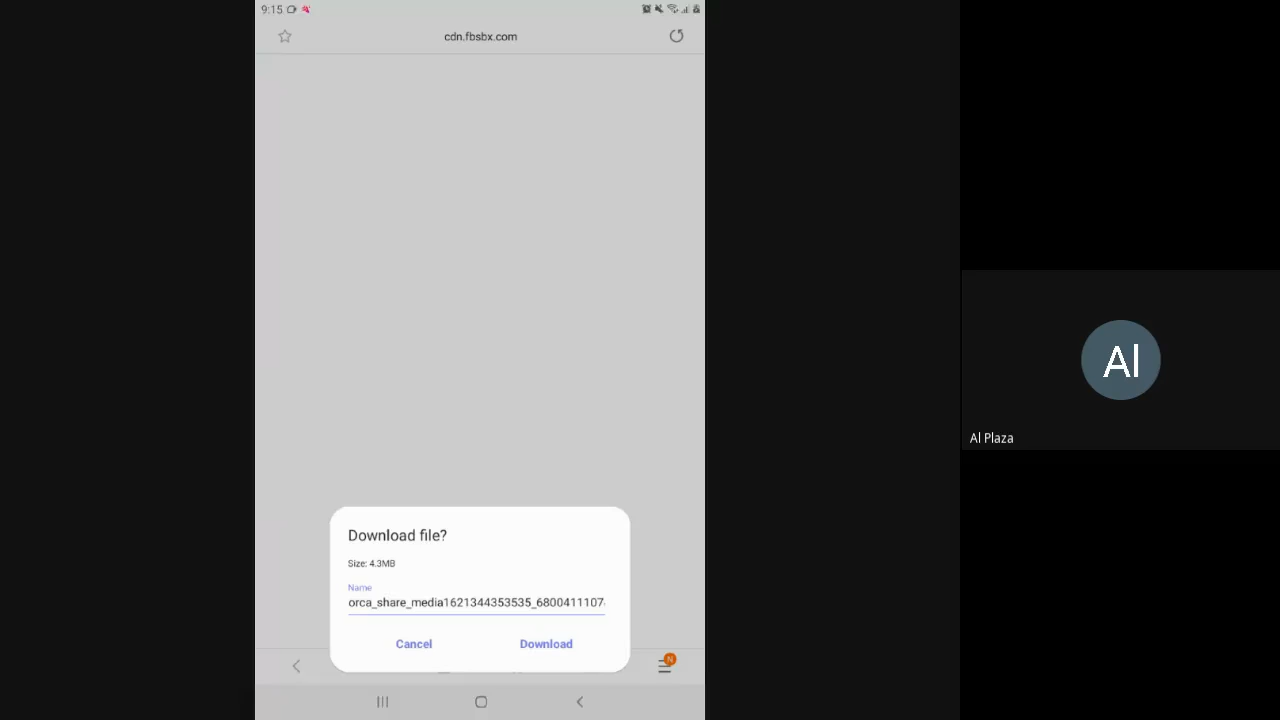 9:15
cdn.fbsbx.com
Download file?
Size: 4.3MB
Name
orca_share_media1621344353535_6800411107
Cancel
Download
N
Al
Al Plaza